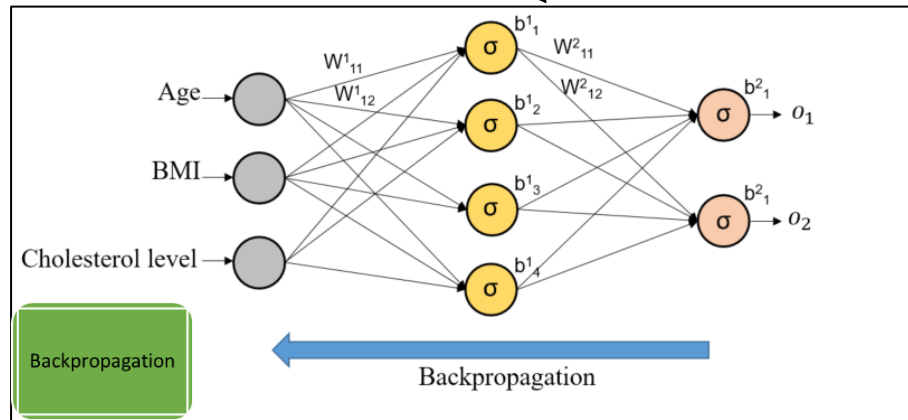 b¹₁
σ
W¹₁₁
W²₁₁
Age
W¹₁₂
W²₁₂
b²₁
b¹₂
σ
σ
o₁
BMI
b¹₃
b²₁
σ
σ
o₂
Cholesterol level
b¹₄
σ
Backpropagation
Backpropagation